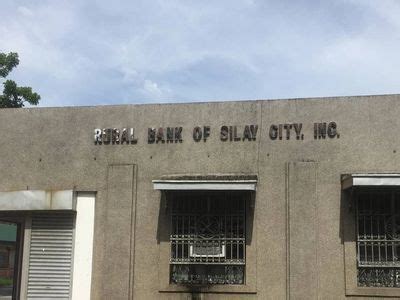 RURAL BANK OF SILAY CITY, INC.